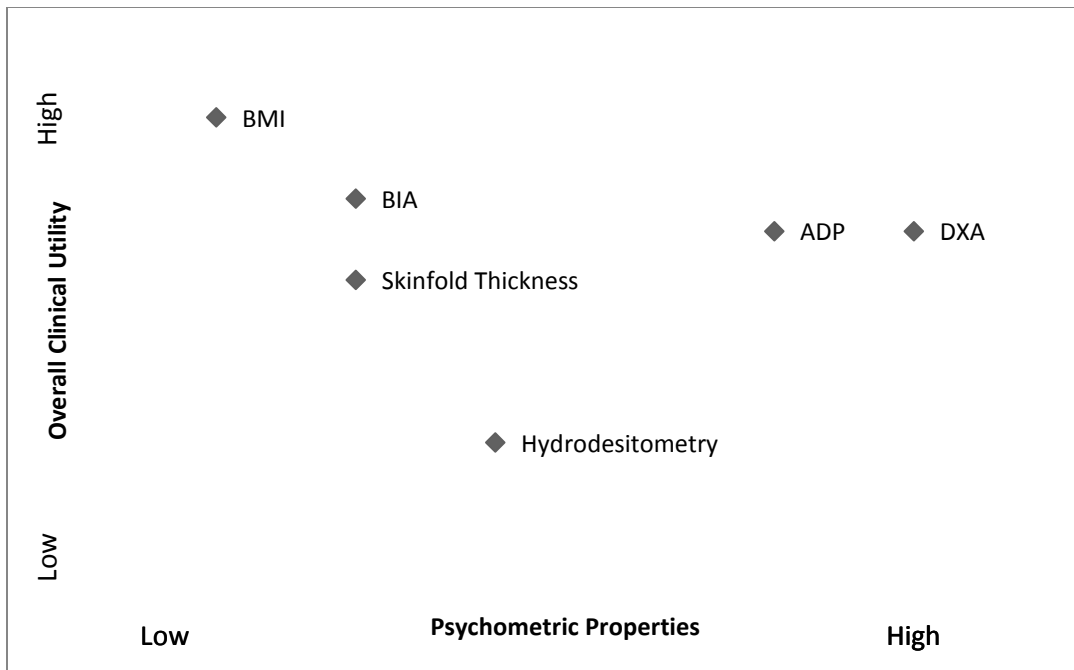 High
BMI
BIA
ADP
DXA
Skinfold Thickness
Overall Clinical Utility
Hydrodesitometry
Low
Low
Psychometric Properties
High